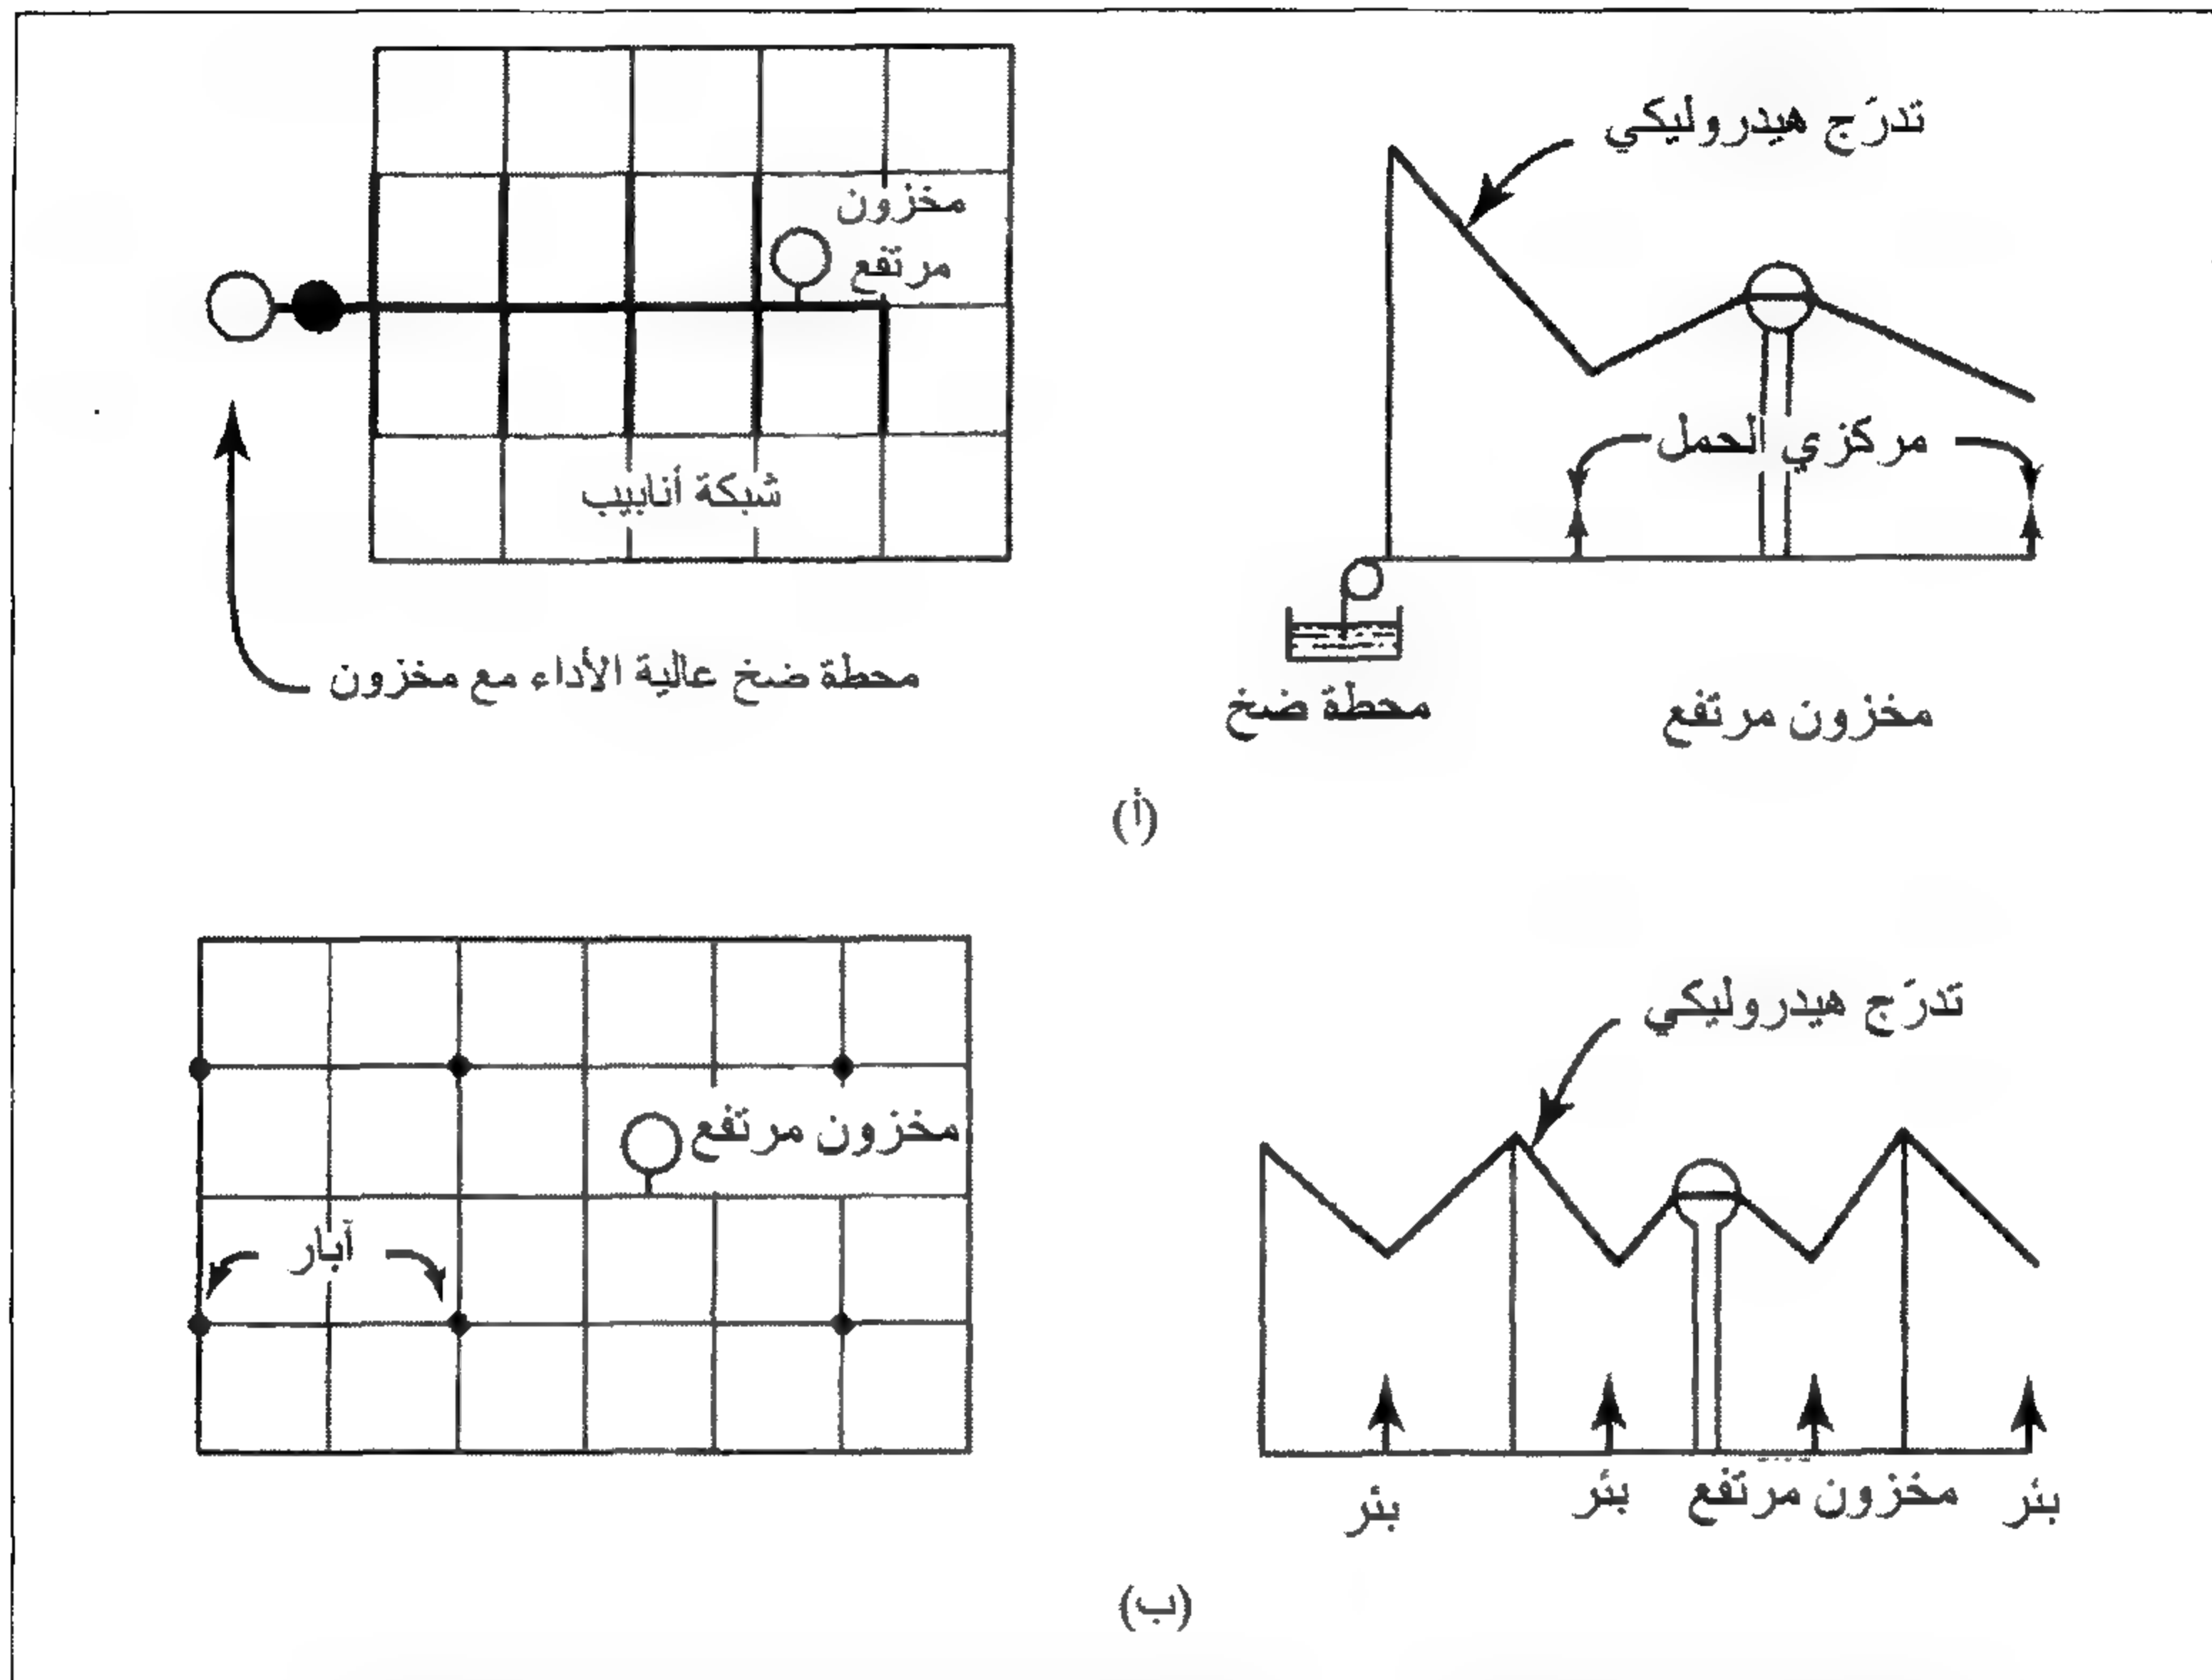 تدرّج هيدروليكي
مخزون
مرتفع
مركزي الحمل
شبكة أنابيب
محطة ضخ عالية الأداء مع مخزون
محطة ضخ
مخزون مرتفع
(أ)
تدرّج هيدروليكي
مخزون مرتفع
آبار
بئر
مخزون مرتفع
بئر
بئر
(ب)